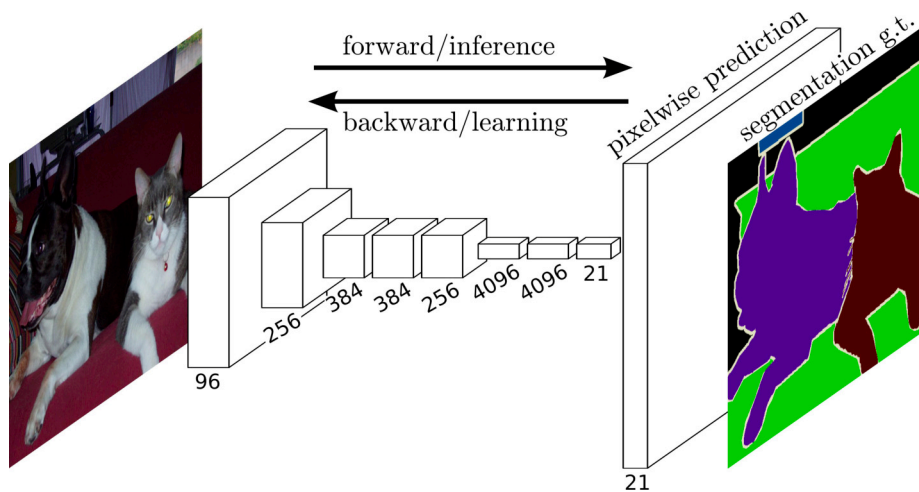 forward/inference
backward/learning
pixelwise prediction
segmentation g.t.
96
256
384
384
256
4096
4096
21
21